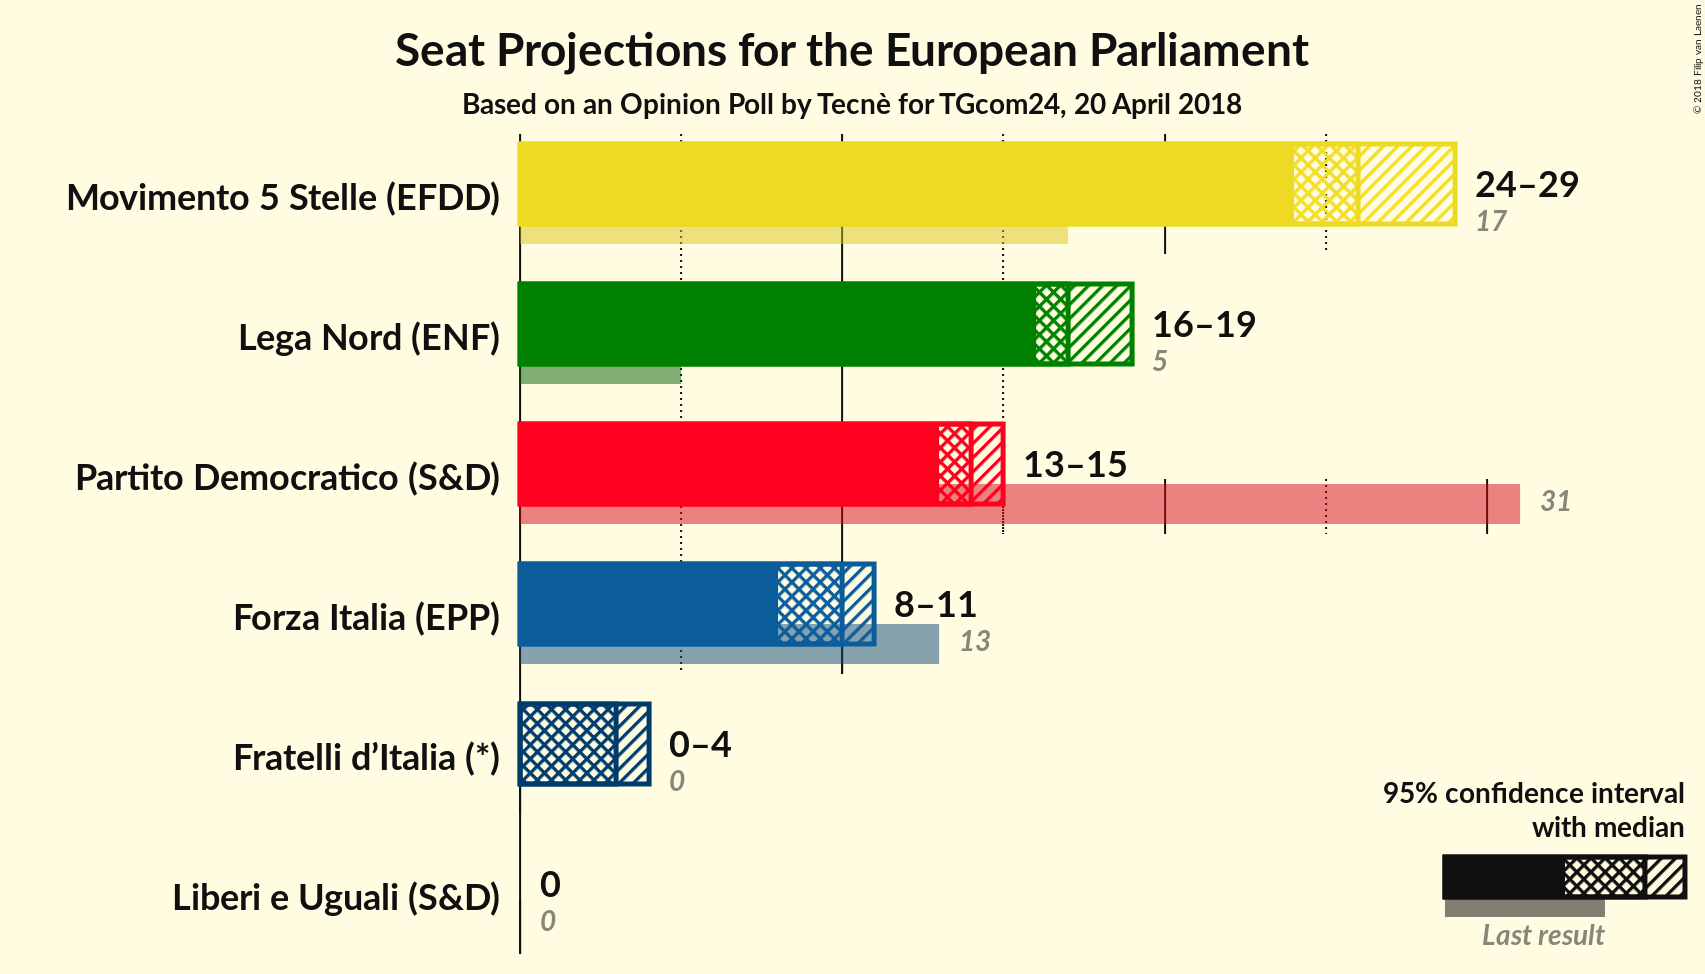 Seat Projections for the European Parliament
Based on an Opinion Poll by Tecnè for TGcom24, 20 April 2018
© 2018 Filip van Laenen
Movimento 5 Stelle (EFDD)
24–29
17
Lega Nord (ENF)
16–19
5
Partito Democratico (S&D)
13–15
31
Forza Italia (EPP)
8–11
13
Fratelli d’Italia (*)
0–4
0
Liberi e Uguali (S&D)
0
0
95% confidence interval
with median
Last result